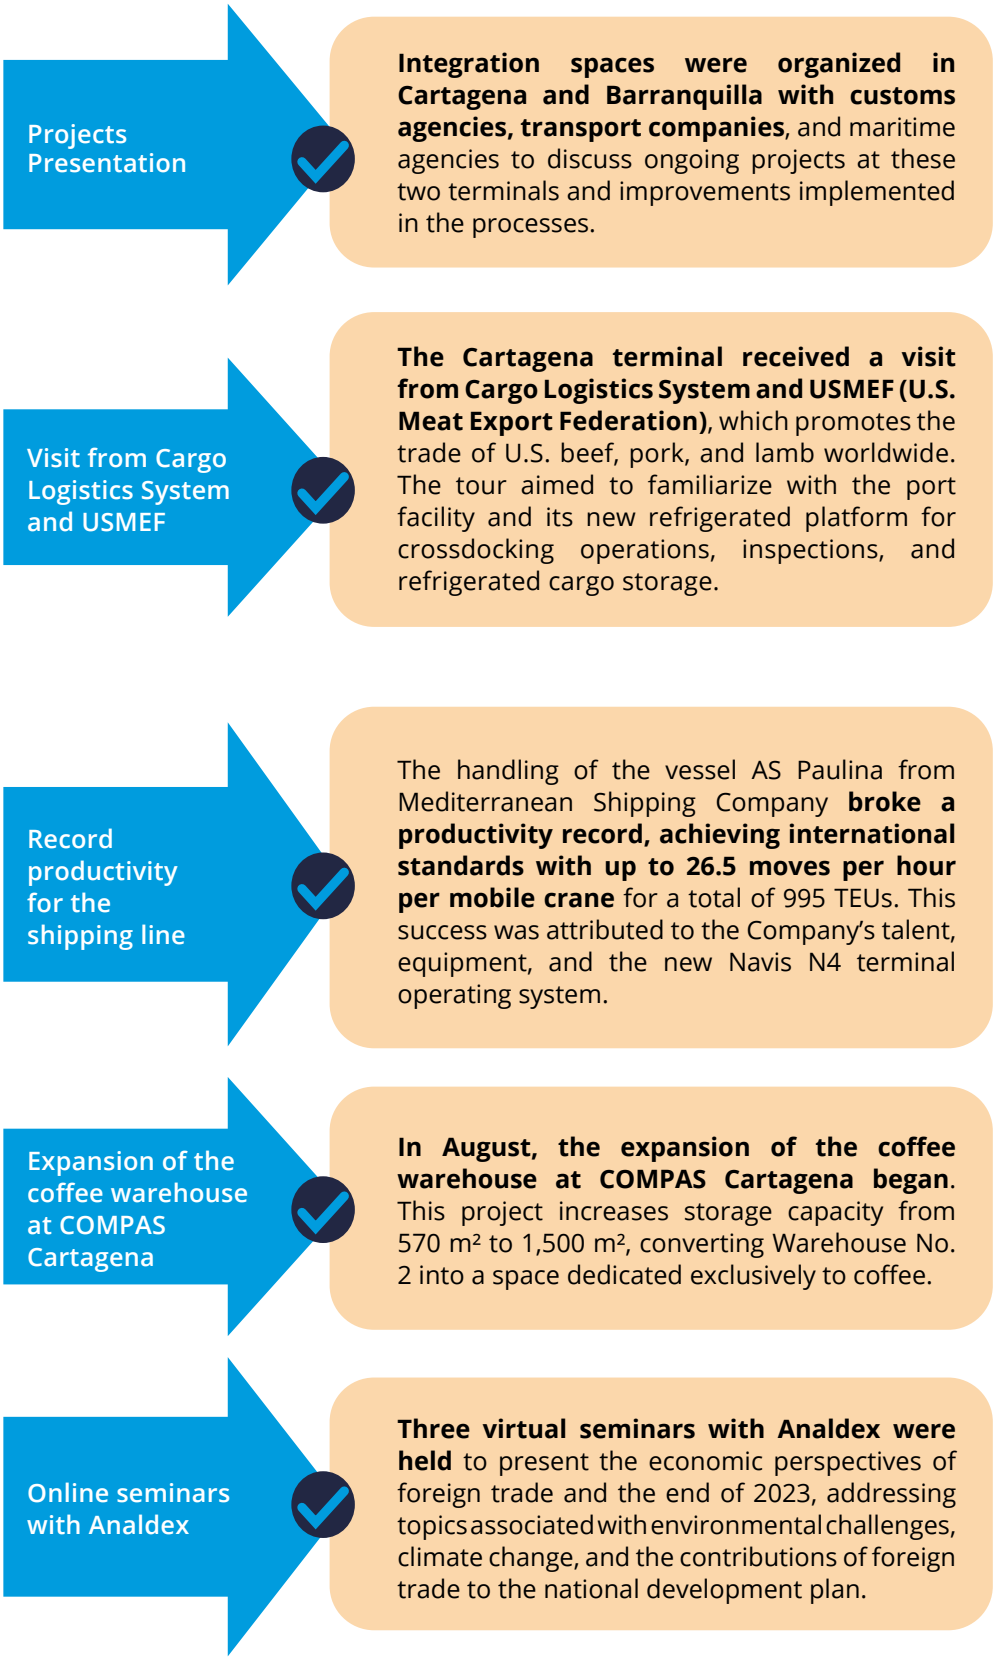 Projects
Presentation
Integration spaces were organized in
Cartagena and Barranquilla with customs
agencies, transport companies, and maritime
agencies to discuss ongoing projects at these
two terminals and improvements implemented
in the processes.
Visit from Cargo
Logistics System
and USMEF
The Cartagena terminal received a visit
from Cargo Logistics System and USMEF (U.S.
Meat Export Federation), which promotes the
trade of U.S. beef, pork, and lamb worldwide.
The tour aimed to familiarize with the port
facility and its new refrigerated platform for
crossdocking operations, inspections, and
refrigerated cargo storage.
Record
productivity
for the
shipping line
The handling of the vessel AS Paulina from
Mediterranean Shipping Company broke a
productivity record, achieving international
standards with up to 26.5 moves per hour
per mobile crane for a total of 995 TEUs. This
success was attributed to the Company’s talent,
equipment, and the new Navis N4 terminal
operating system.
Expansion of the
coffee warehouse
at COMPAS
Cartagena
In August, the expansion of the coffee
warehouse at COMPAS Cartagena began.
This project increases storage capacity from
570 m² to 1,500 m², converting Warehouse No.
2 into a space dedicated exclusively to coffee.
Online seminars
with Analdex
Three virtual seminars with Analdex were
held to present the economic perspectives of
foreign trade and the end of 2023, addressing
topics associated with environmental challenges,
climate change, and the contributions of foreign
trade to the national development plan.